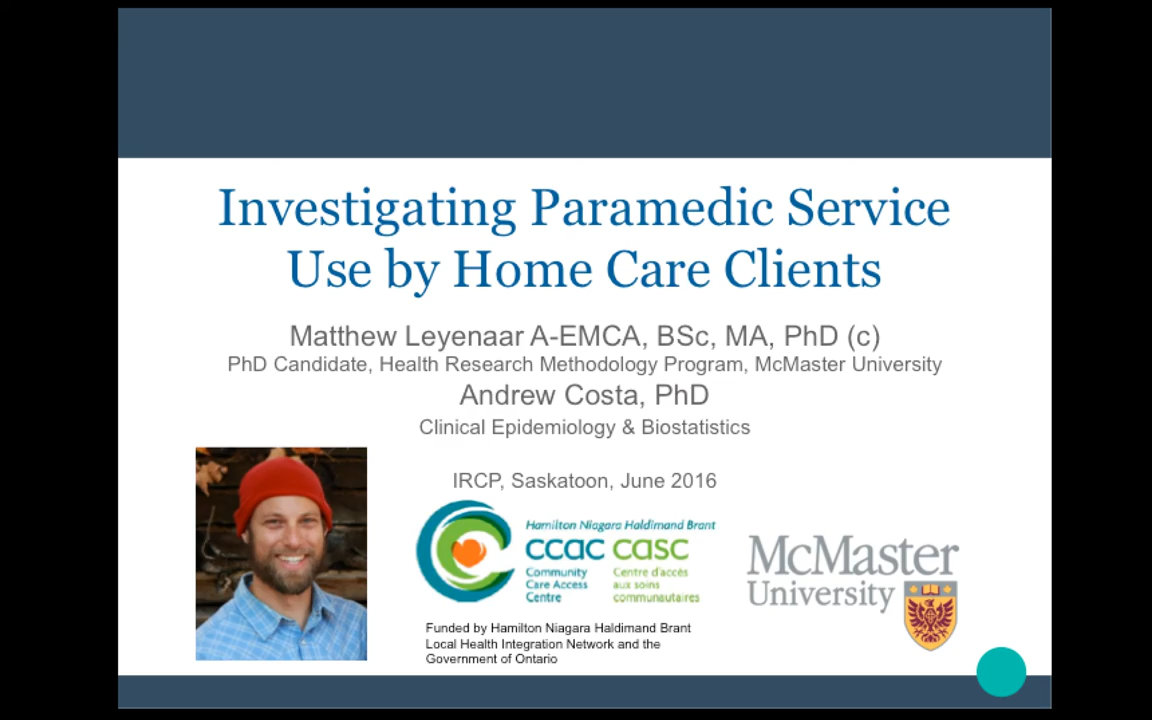 Investigating Paramedic Service
Use by Home Care Clients
Matthew Leyenaar A-EMCA, BSc, MA, PhD (c)
PhD Candidate, Health Research Methodology Program, McMaster University
Andrew Costa, PhD
Clinical Epidemiology & Biostatistics
IRCP, Saskatoon, June 2016
Hamilton Niagara Haldimand Brant
ccac casc
Community Centre d'accès
Care Access aux soins
Centre communautaires
McMaster
University
Funded by Hamilton Niagara Haldimand Brant
Local Health Integration Network and the
Government of Ontario